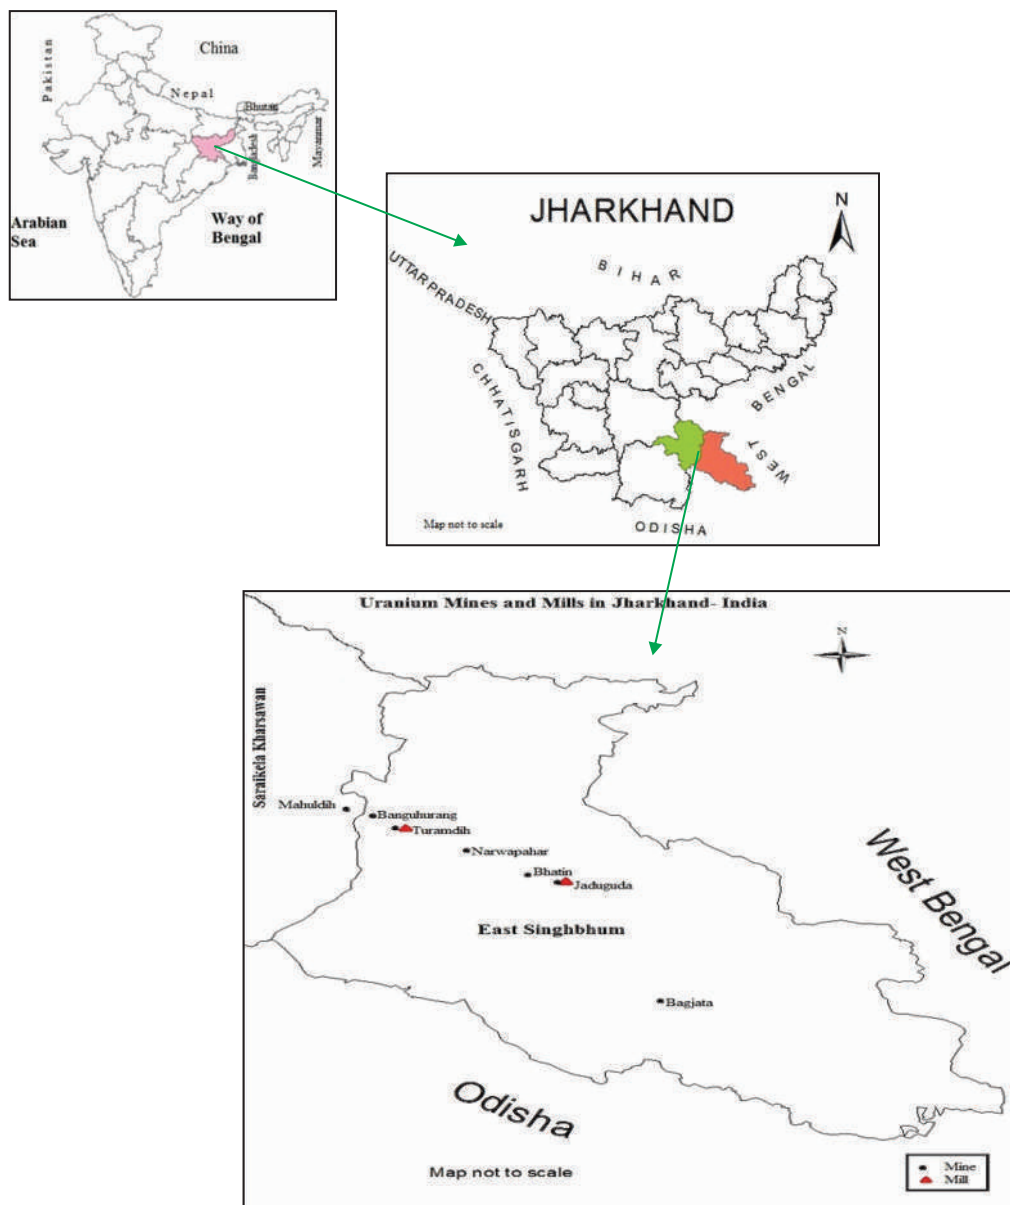 China
Pakistan
Nepal
Bhutan
Bangladesh
Mayanmar
Arabian
Sea
Way of
Bengal
JHARKHAND
N
BIHAR
UTTAR PRADESH
CHHATISGARH
WEST BENGAL
ODISHA
Map not to scale
Uranium Mines and Mills in Jharkhand- India
N
Saraikela Kharsawan
Mahuldih
Banguhurang
Turamdih
Narwapahar
Bhatin
Jaduguda
East Singhbhum
West Bengal
Bagjata
Odisha
Map not to scale
Mine
Mill